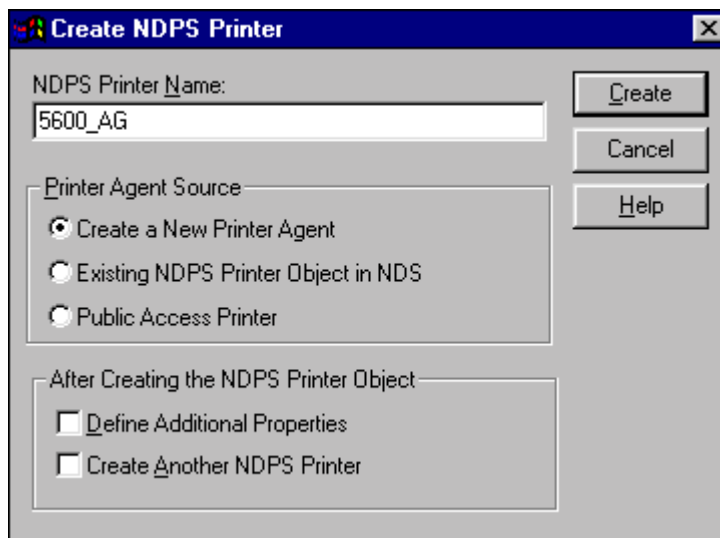 Create NDPS Printer
NDPS Printer Name:
5600_AG
Create
Cancel
Help
Printer Agent Source
Create a New Printer Agent
Existing NDPS Printer Object in NDS
Public Access Printer
After Creating the NDPS Printer Object
Define Additional Properties
Create Another NDPS Printer